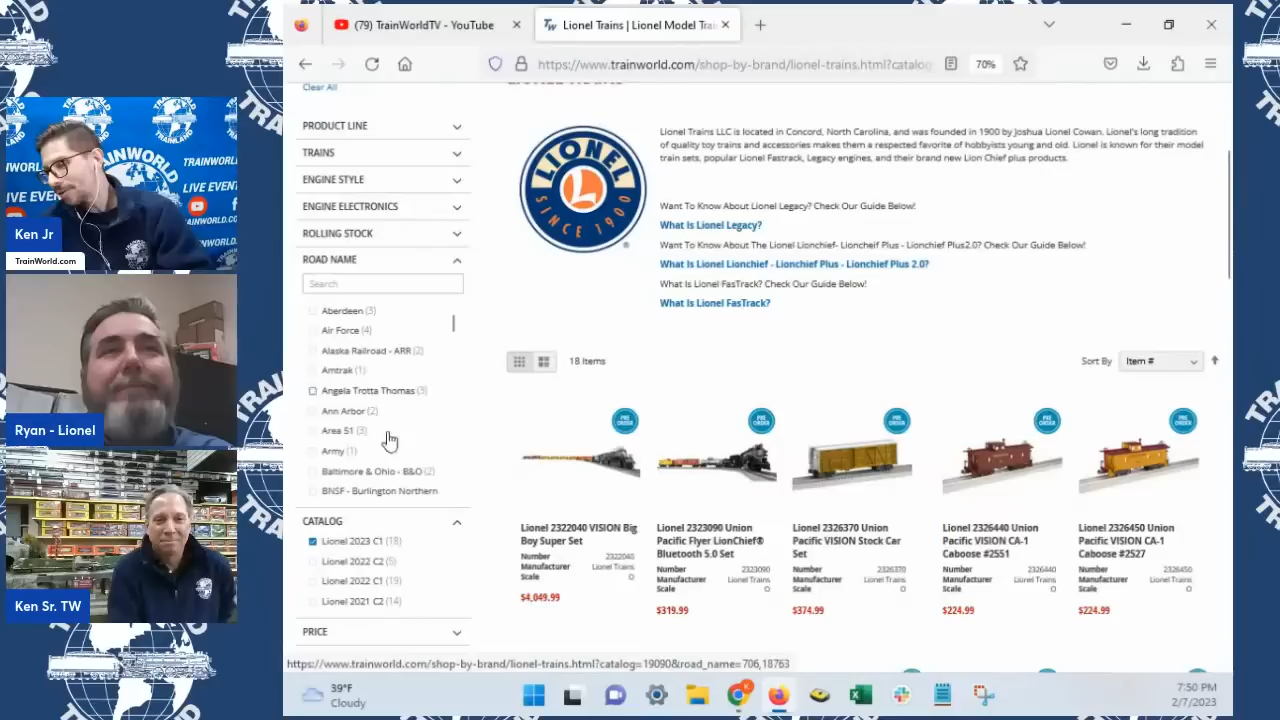 (79) TrainWorldTV - YouTube
Lionel Trains | Lionel Model Trai
https://www.trainworld.com/shop-by-brand/lionel-trains.html?catalog
70%
Clear All
PRODUCT LINE
TRAINS
ENGINE STYLE
ENGINE ELECTRONICS
ROLLING STOCK
ROAD NAME
Search
Aberdeen (3)
Air Force (4)
Alaska Railroad - ARR (2)
Amtrak (1)
Angela Trotta Thomas (3)
Ann Arbor (2)
Area 51 (3)
Army (1)
Baltimore & Ohio - B&O (2)
BNSF - Burlington Northern
CATALOG
Lionel 2023 C1 (18)
Lionel 2022 C2 (5)
Lionel 2022 C1 (19)
Lionel 2021 C2 (14)
PRICE
LIONEL
L
SINCE 1900
Lionel Trains LLC is located in Concord, North Carolina, and was founded in 1900 by Joshua Lionel Cowan. Lionel's long tradition
of quality toy trains and accessories makes them a respected favorite of hobbyists young and old. Lionel is known for their model
train sets, popular Lionel Fastrack, Legacy engines, and their brand new Lion Chief plus products.
Want To Know About Lionel Legacy? Check Our Guide Below!
What Is Lionel Legacy?
Want To Know About The Lionel Lionchief- Lioncheif Plus - Lionchief Plus2.0? Check Our Guide Below!
What Is Lionel Lionchief - Lionchief Plus - Lionchief Plus 2.0?
What Is Lionel FasTrack? Check Our Guide Below!
What Is Lionel FasTrack?
18 Items
Sort By
Item #
PRE ORDER
PRE ORDER
PRE ORDER
PRE ORDER
PRE ORDER
Lionel 2322040 VISION Big
Boy Super Set
Number 2322040
Manufacturer Lionel Trains
Scale O
$4,049.99
Lionel 2323090 Union
Pacific Flyer LionChief®
Bluetooth 5.0 Set
Number 2323090
Manufacturer Lionel Trains
Scale O
$319.99
Lionel 2326370 Union
Pacific VISION Stock Car
Set
Number 2326370
Manufacturer Lionel Trains
Scale O
$374.99
Lionel 2326440 Union
Pacific VISION CA-1
Caboose #2551
Number 2326440
Manufacturer Lionel Trains
Scale O
$224.99
Lionel 2326450 Union
Pacific VISION CA-1
Caboose #2527
Number 2326450
Manufacturer Lionel Trains
Scale O
$224.99
https://www.trainworld.com/shop-by-brand/lionel-trains.html?catalog=19090&road_name=706,18763
39°F
Cloudy
7:50 PM
2/7/2023
TRAINWORLD
LIVE EVEN
TRAINWORLD.
LIVE EVEN
Ken Jr
TrainWorld.com
Ryan - Lionel
Ken Sr. TW